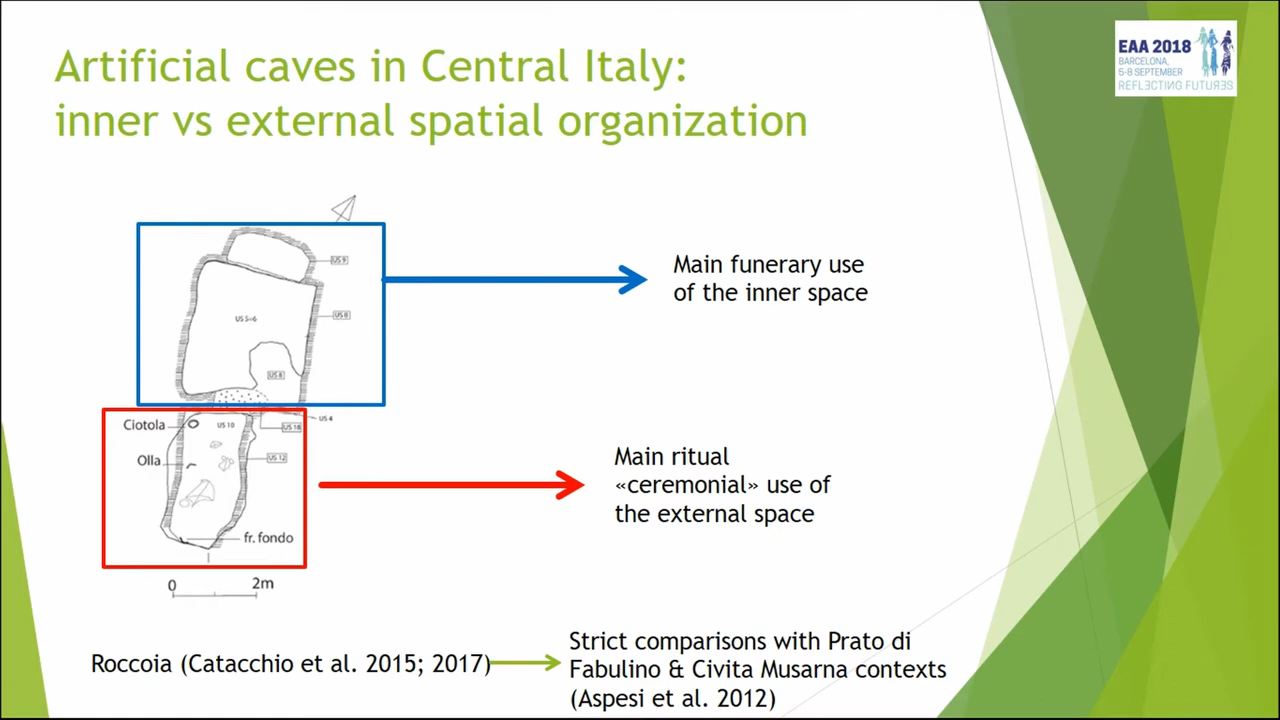 Artificial caves in Central Italy:
inner vs external spatial organization
EAA 2018
BARCELONA,
5-8 SEPTEMBER
REFLECTING FUTURES
US 9
US 8
US 5=6
US 8
US 4
Main funerary use
of the inner space
Ciotola
US 10
US 18
Olla
US 12
fr. fondo
0 2m
Main ritual
«ceremonial» use of
the external space
Roccoia (Catacchio et al. 2015; 2017)
Strict comparisons with Prato di
Fabulino & Civita Musarna contexts
(Aspesi et al. 2012)